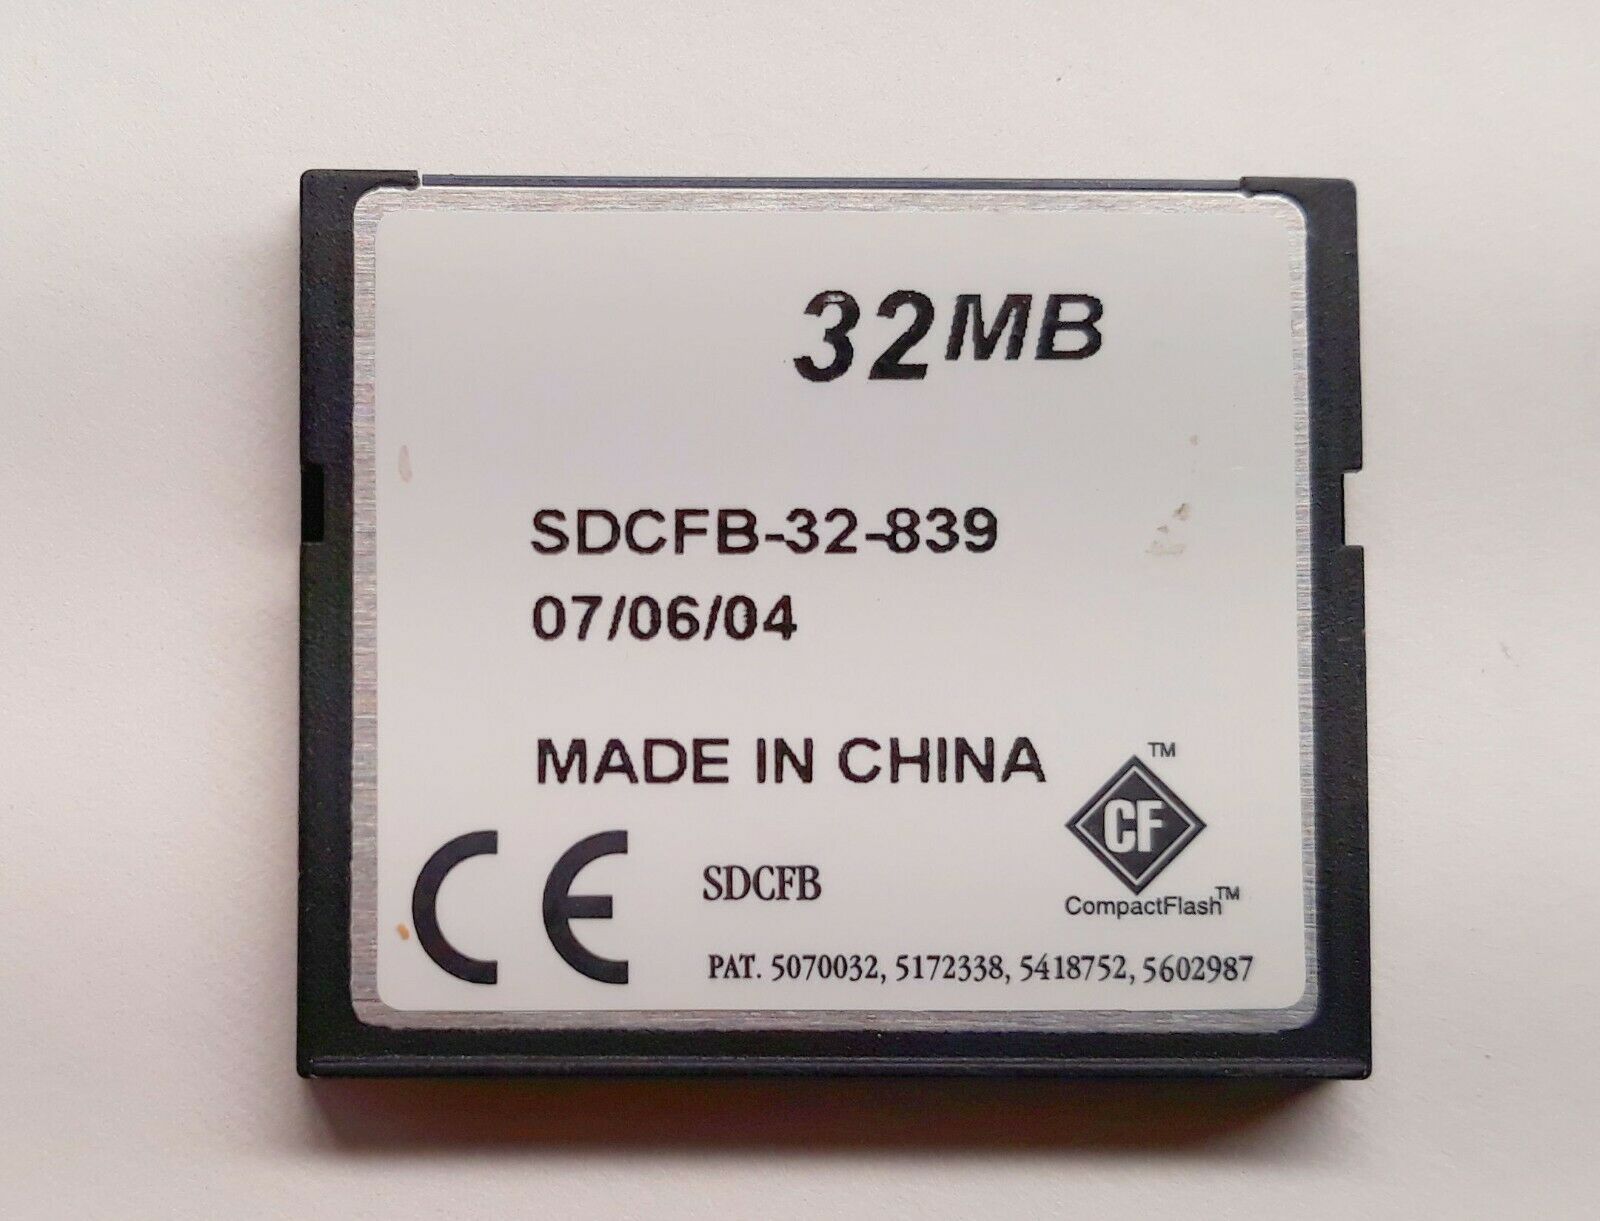 32MB
SDCFB-32-839
07/06/04
MADE IN CHINA
TM
CF
CE
SDCFB
CompactFlash™
PAT. 5070032, 5172338, 5418752, 5602987